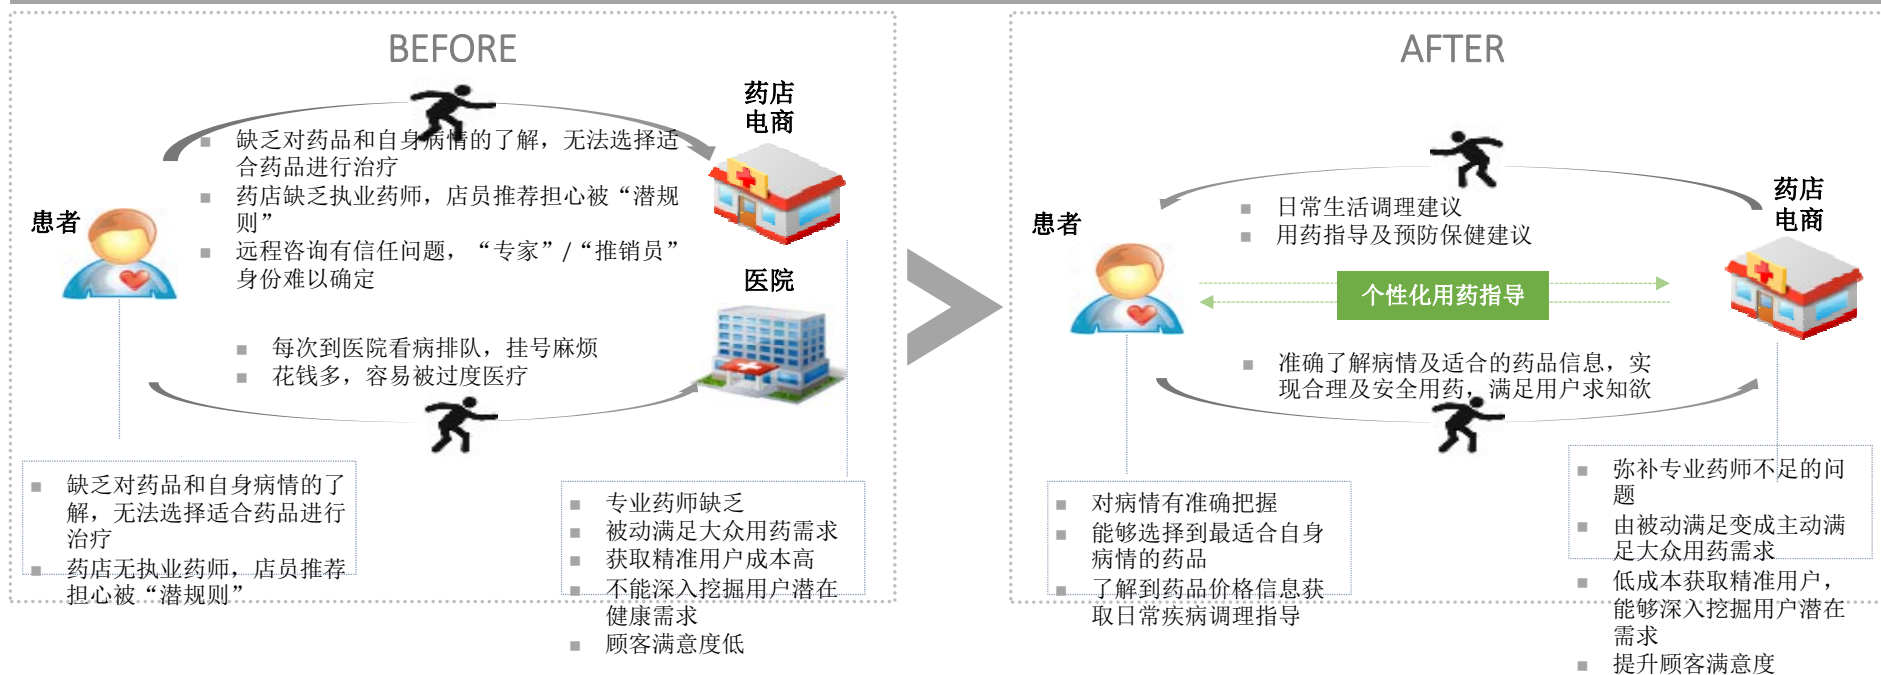 BEFORE
药店
电商
缺乏对药品和自身病情的了解，无法选择适
合药品进行治疗
药店缺乏执业药师，店员推荐担心被“潜规
则”
远程咨询有信任问题，“专家”/“推销员”
身份难以确定
患者
医院
每次到医院看病排队，挂号麻烦
花钱多，容易被过度医疗
缺乏对药品和自身病情的了
解，无法选择适合药品进行
治疗
药店无执业药师，店员推荐
担心被“潜规则”
专业药师缺乏
被动满足大众用药需求
获取精准用户成本高
不能深入挖掘用户潜在
健康需求
顾客满意度低
AFTER
药店
电商
患者
日常生活调理建议
用药指导及预防保健建议
个性化用药指导
准确了解病情及适合的药品信息，实
现合理及安全用药，满足用户求知欲
对病情有准确把握
能够选择到最适合自身
病情的药品
了解到药品价格信息获
取日常疾病调理指导
弥补专业药师不足的问
题
由被动满足变成主动满
足大众用药需求
低成本获取精准用户，
能够深入挖掘用户潜在
需求
提升顾客满意度